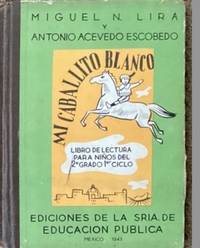 MIGUEL N. LIRA
Y
ANTONIO ACEVEDO ESCOBEDO
MI CABALLITO BLANCO
LIBRO DE LECTURA
PARA NIÑOS DEL
2º GRADO 1er CICLO
EDICIONES DE LA SRIA. DE
EDUCACION PUBLICA
MEXICO - 1943